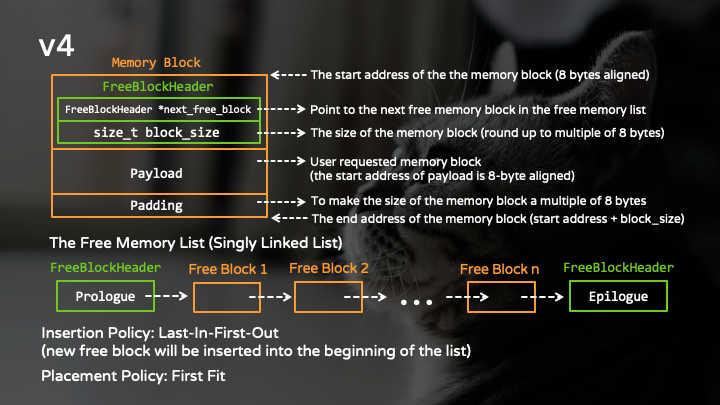 v4
Memory Block
The start address of the the memory block (8 bytes aligned)
FreeBlockHeader
FreeBlockHeader *next_free_block
Point to the next free memory block in the free memory list
size_t block_size
The size of the memory block (round up to multiple of 8 bytes)
Payload
User requested memory block
(the start address of payload is 8-byte aligned)
Padding
To make the size of the memory block a multiple of 8 bytes
The end address of the memory block (start address + block_size)
The Free Memory List (Singly Linked List)
FreeBlockHeader
Free Block 1
Free Block 2
Free Block n
FreeBlockHeader
Prologue
...
Epilogue
Insertion Policy: Last-In-First-Out
(new free block will be inserted into the beginning of the list)
Placement Policy: First Fit